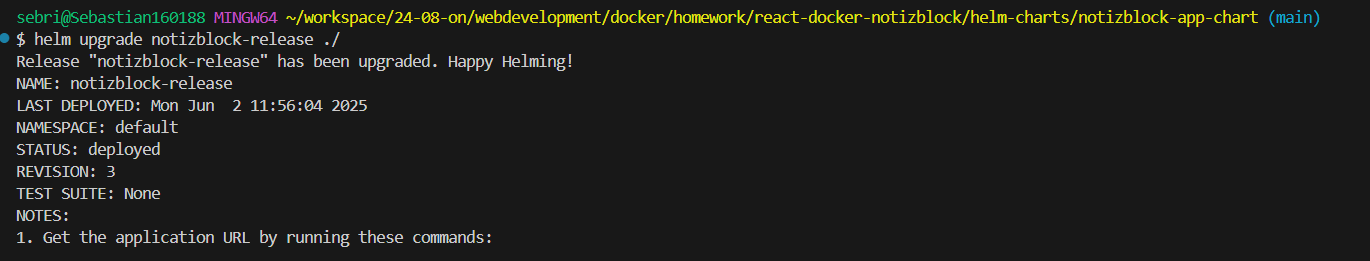 sebri@Sebastian160188 MINGW64 ~/workspace/24-08-on/webdevelopment/docker/homework/react-docker-notizblock/helm-charts/notizblock-app-chart (main)
$ helm upgrade notizblock-release ./
Release "notizblock-release" has been upgraded. Happy Helming!
NAME: notizblock-release
LAST DEPLOYED: Mon Jun  2 11:56:04 2025
NAMESPACE: default
STATUS: deployed
REVISION: 3
TEST SUITE: None
NOTES:
1. Get the application URL by running these commands: